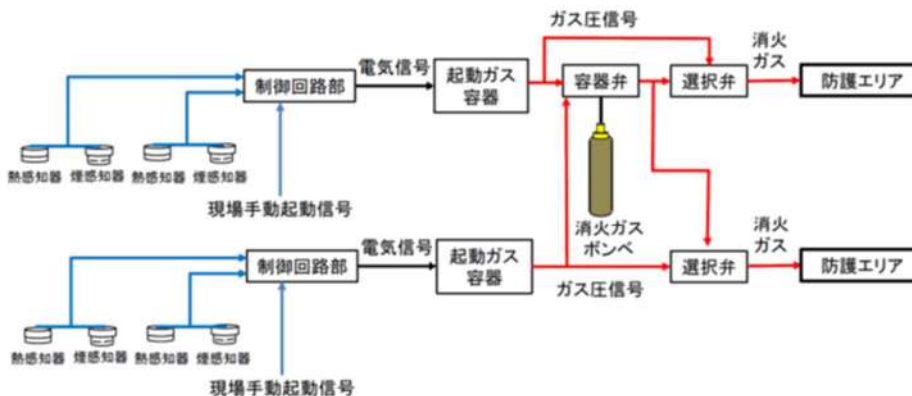 ガス圧信号
消火
ガス
電気信号
制御回路部
起動ガス
容器
容器弁
選択弁
防護エリア
熱感知器 煙感知器
熱感知器 煙感知器
現場手動起動信号
消火ガス
ボンベ
電気信号
制御回路部
起動ガス
容器
ガス圧信号
選択弁
消火
ガス
防護エリア
熱感知器 煙感知器
熱感知器 煙感知器
現場手動起動信号